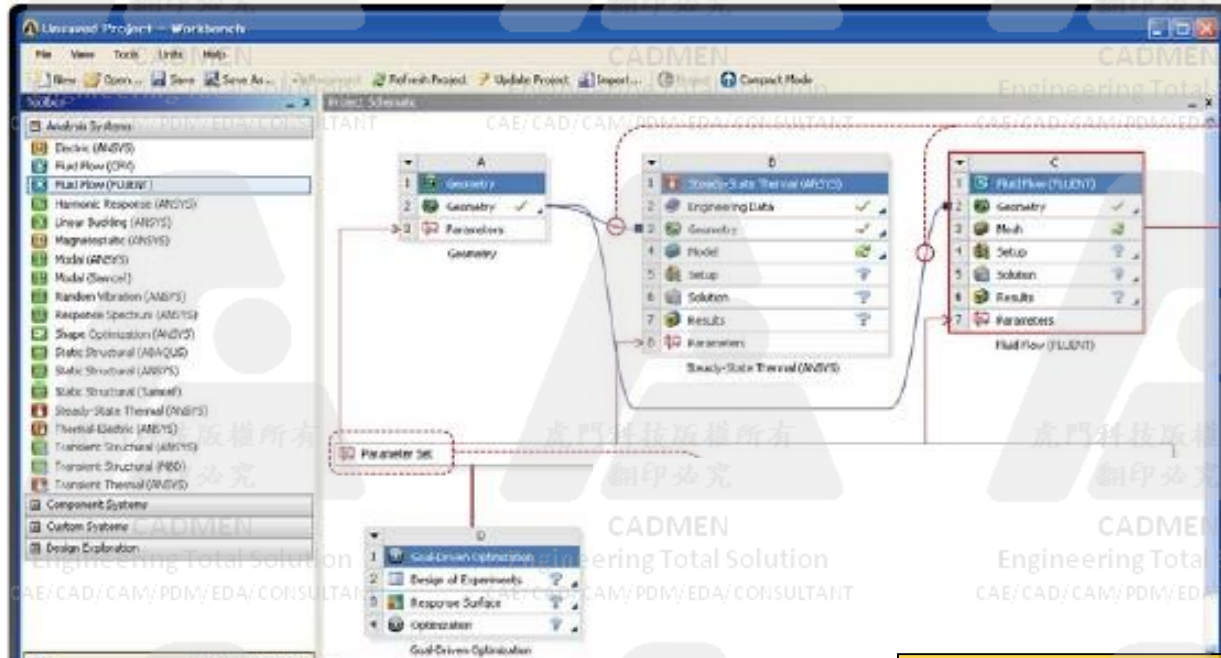 Unsaved Project - Workbench
File View Tools Units Help
New Open... Save Save As... Refresh Project Update Project Import... Compact Mode
Toolbox
Project Schematic
Analysis Systems
Electric (ANSYS)
Fluid Flow (CFX)
Fluid Flow (FLUENT)
Harmonic Response (ANSYS)
Linear Buckling (ANSYS)
Magnetostatic (ANSYS)
Modal (ANSYS)
Modal (Samcef)
Random Vibration (ANSYS)
Response Spectrum (ANSYS)
Shape Optimization (ANSYS)
Static Structural (ABAQUS)
Static Structural (ANSYS)
Static Structural (Samcef)
Steady-State Thermal (ANSYS)
Thermal-Electric (ANSYS)
Transient Structural (ANSYS)
Transient Structural (MBD)
Transient Thermal (ANSYS)
Component Systems
Custom Systems
Design Exploration
A
1 Geometry
2 Geometry
3 Parameters
Geometry
B
1 Steady-State Thermal (ANSYS)
2 Engineering Data
3 Geometry
4 Model
5 Setup
6 Solution
7 Results
8 Parameters
Steady-State Thermal (ANSYS)
C
1 Fluid Flow (FLUENT)
2 Geometry
3 Mesh
4 Setup
5 Solution
6 Results
7 Parameters
Fluid Flow (FLUENT)
Parameter Set
D
1 Goal-Driven Optimization
2 Design of Experiments
3 Response Surface
4 Optimization
Goal-Driven Optimization
虎門科技版權所有
翻印必究
CADMEN
Engineering Total Solution
CAE/CAD/CAM/PDM/EDA/CONSULTANT